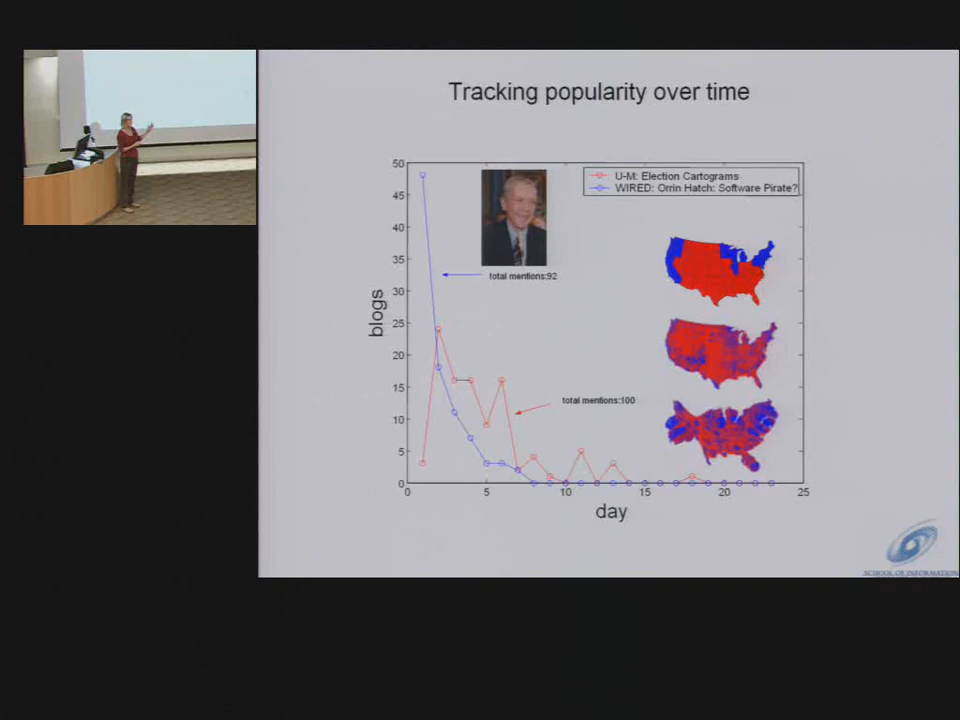 Tracking popularity over time
U-M: Election Cartograms
WIRED: Orrin Hatch: Software Pirate?
total mentions:92
total mentions:100
blogs
50
45
40
35
30
25
20
15
10
5
0
0 5 10 15 20 25
day
SCHOOL OF INFORMATION